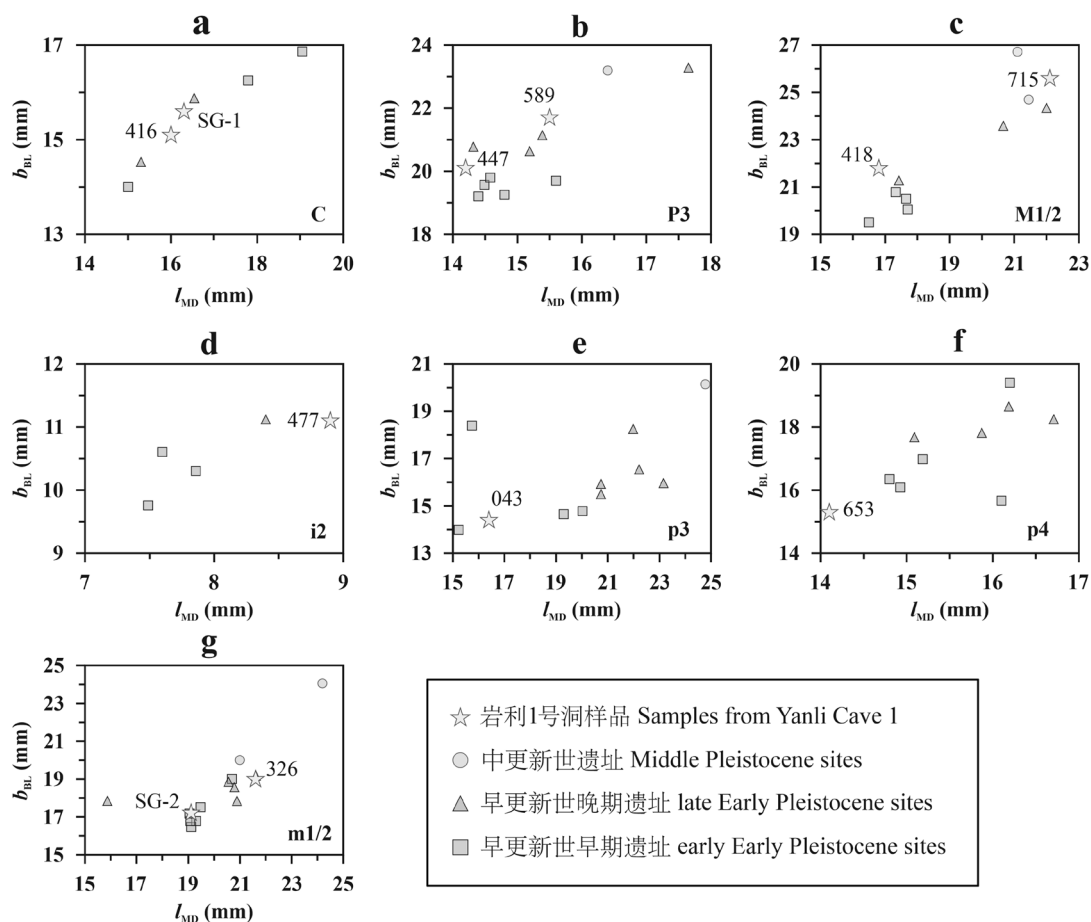 a
17
15
13
14 16 18 20
b_BL (mm)
l_MD (mm)
416
SG-1
C
b
24
22
20
18
14 15 16 17 18
b_BL (mm)
l_MD (mm)
589
447
P3
c
27
25
23
21
19
15 17 19 21 23
b_BL (mm)
l_MD (mm)
715
418
M1/2
d
12
11
10
9
7 8 9
b_BL (mm)
l_MD (mm)
477
i2
e
21
19
17
15
13
15 17 19 21 23 25
b_BL (mm)
l_MD (mm)
043
p3
f
20
18
16
14
14 15 16 17
b_BL (mm)
l_MD (mm)
653
p4
g
25
23
21
19
17
15
15 17 19 21 23 25
b_BL (mm)
l_MD (mm)
326
SG-2
m1/2
岩利1号洞样品 Samples from Yanli Cave 1
中更新世遗址 Middle Pleistocene sites
早更新世晚期遗址 late Early Pleistocene sites
早更新世早期遗址 early Early Pleistocene sites